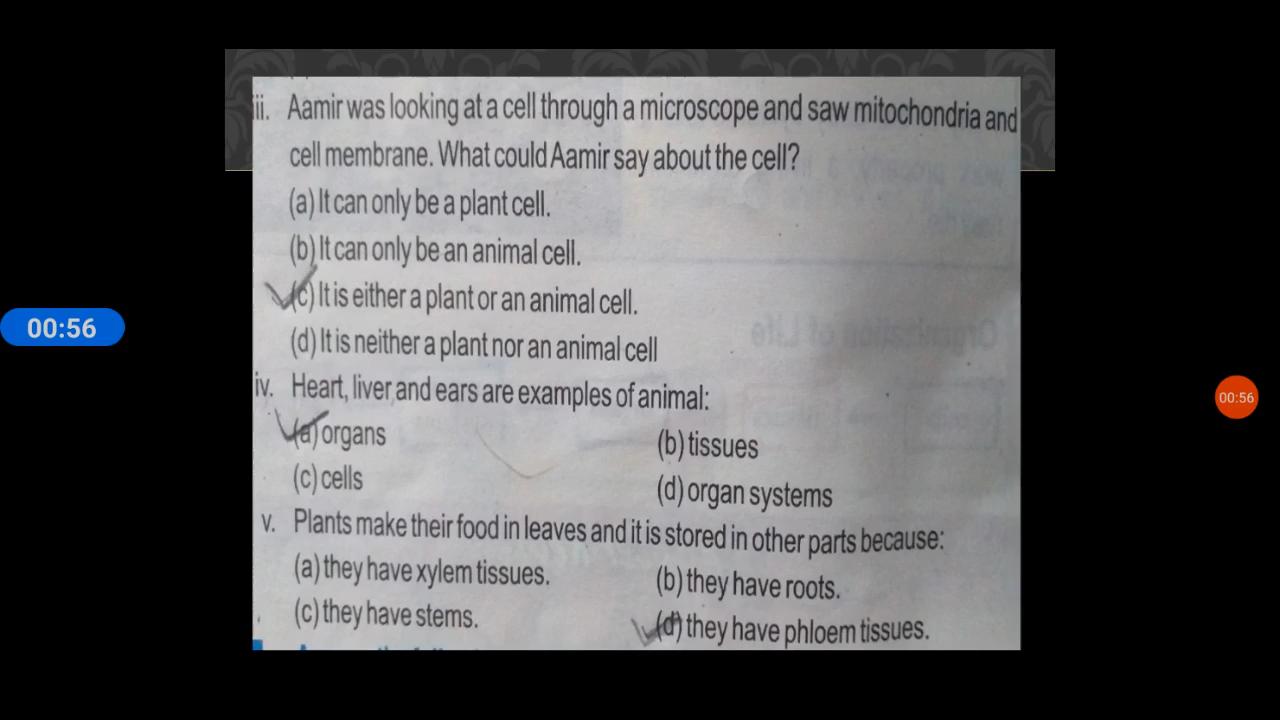 iii. Aamir was looking at a cell through a microscope and saw mitochondria and
cell membrane. What could Aamir say about the cell?
(a) It can only be a plant cell.
(b) It can only be an animal cell.
(c) It is either a plant or an animal cell.
(d) It is neither a plant nor an animal cell
00:56
00:56
iv. Heart, liver and ears are examples of animal:
(a) organs (b) tissues
(c) cells (d) organ systems
v. Plants make their food in leaves and it is stored in other parts because:
(a) they have xylem tissues. (b) they have roots.
(c) they have stems. (d) they have phloem tissues.